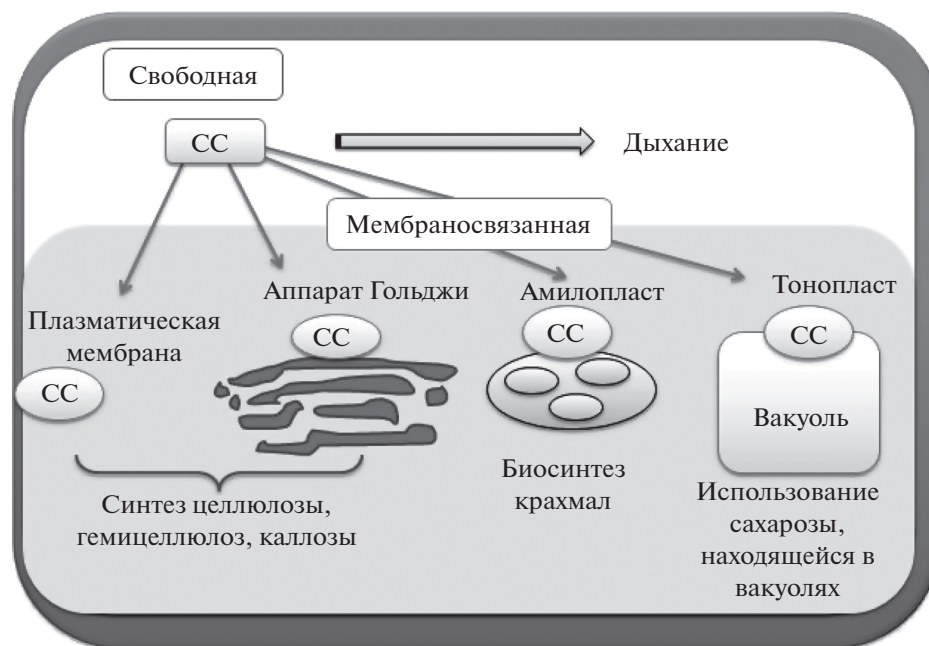 Свободная
СС
Дыхание
Мембраносвязанная
Плазматическая
мембрана
СС
Аппарат Гольджи
СС
Амилопласт
СС
Тонопласт
СС
Вакуоль
Синтез целлюлозы,
гемицеллюлоз, каллозы
Биосинтез
крахмал
Использование
сахарозы,
находящейся в
вакуолях